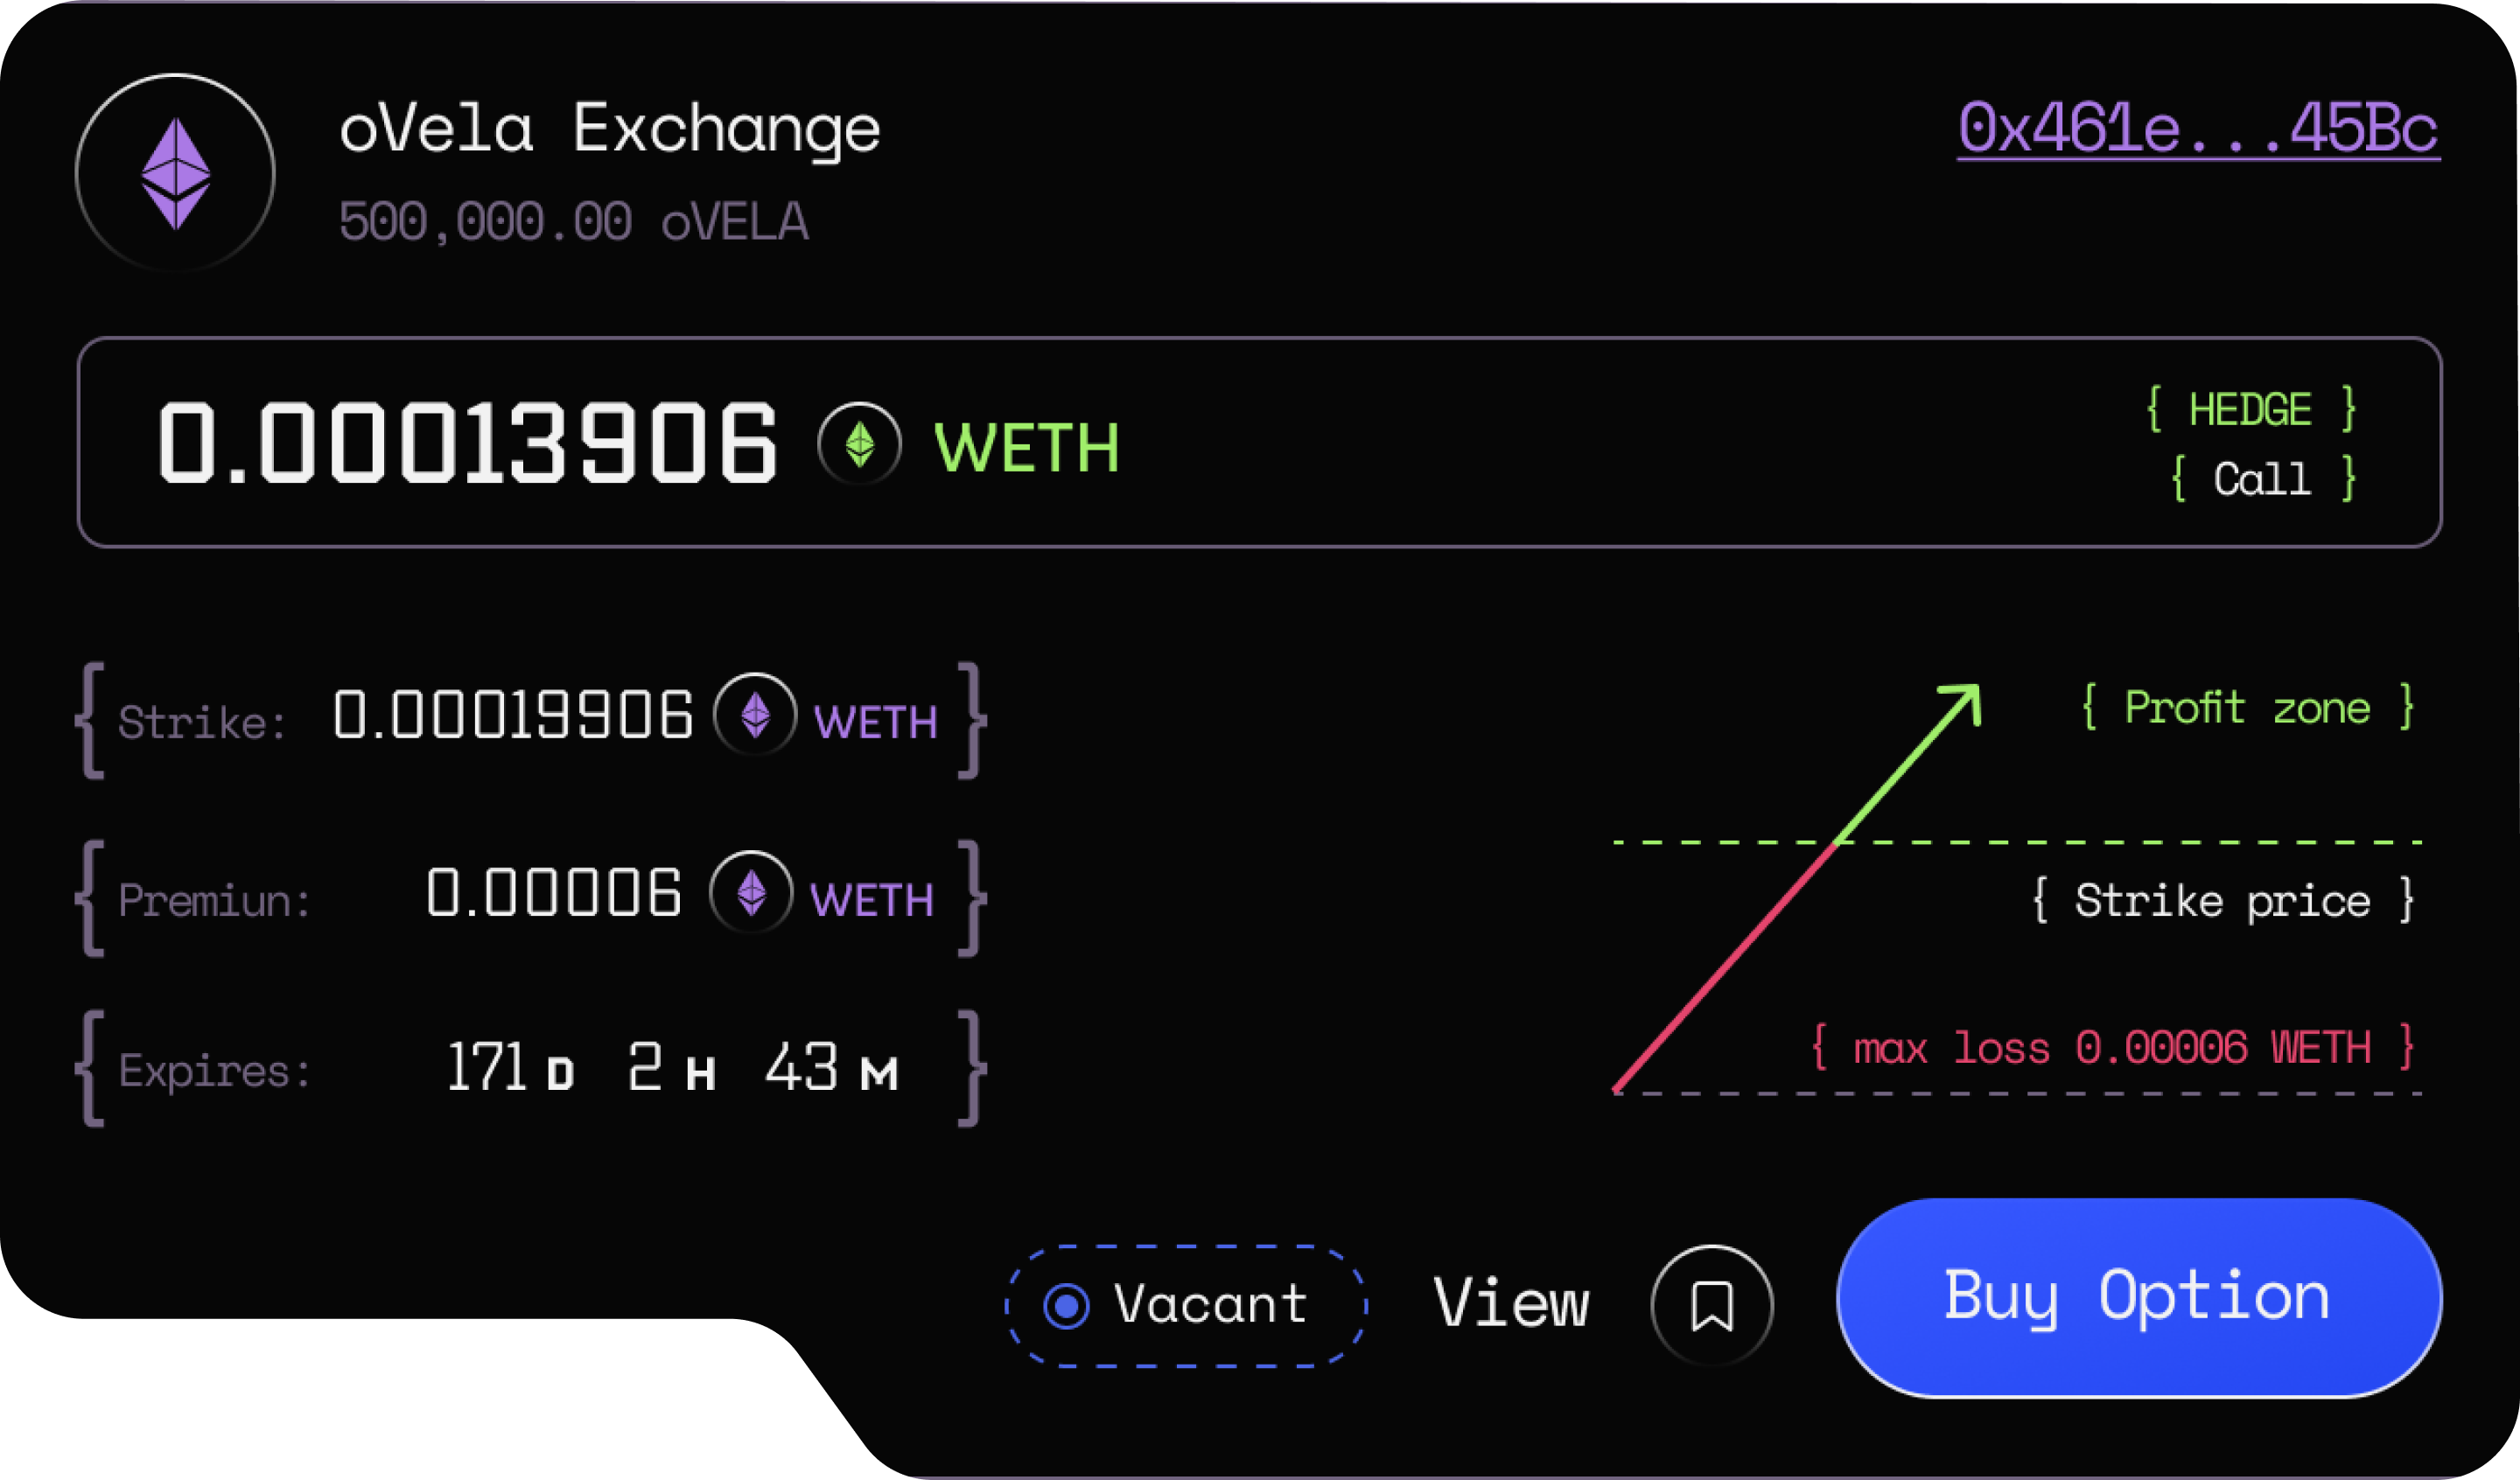 oVela Exchange
0x461e...45Bc
500,000.00 oVELA
0.00013906 WETH
{ HEDGE }
{ Call }
{ Strike: 0.00019906 WETH }
{ Premiun: 0.00006 WETH }
{ Expires: 171 D 2 H 43 M }
{ Profit zone }
{ Strike price }
{ max loss 0.00006 WETH }
Vacant
View
Buy Option